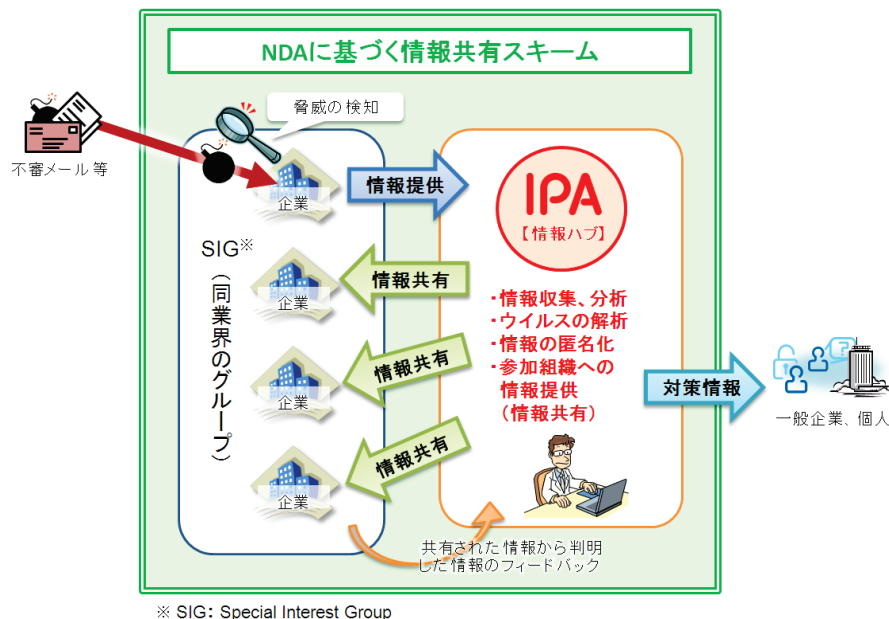 NDAに基づく情報共有スキーム
脅威の検知
不審メール等
企業
情報提供
IPA
【情報ハブ】
SIG※
（同業界のグループ）
企業
情報共有
・情報収集、分析
・ウイルスの解析
・情報の匿名化
・参加組織への
情報提供
（情報共有）
企業
情報共有
対策情報
一般企業、個人
企業
情報共有
共有された情報から判明
した情報のフィードバック
※ SIG: Special Interest Group